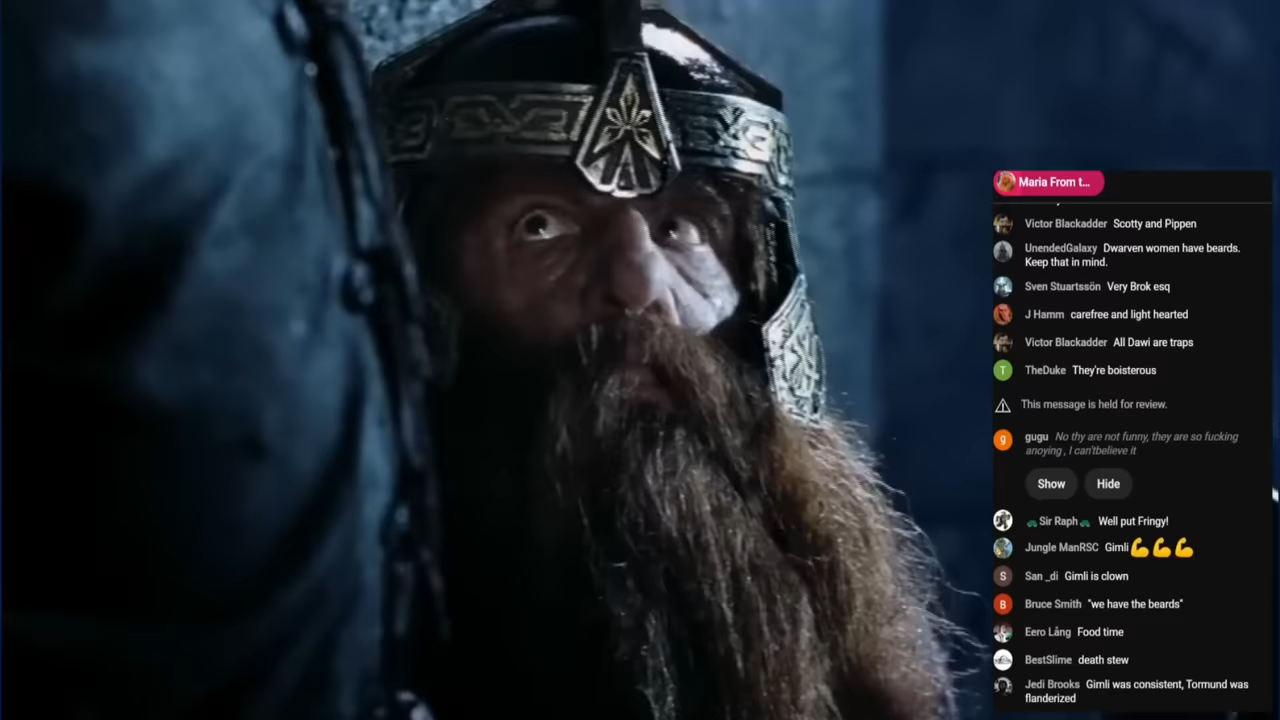 Maria From t...
Victor Blackadder Scotty and Pippen
UnendedGalaxy Dwarven women have beards.
Keep that in mind.
Sven Stuartssön Very Brok esq
J Hamm carefree and light hearted
Victor Blackadder All Dawi are traps
T TheDuke They're boisterous
This message is held for review.
g gugu No thy are not funny, they are so fucking
anoying , I can'tbelieve it
Show Hide
Sir Raph Well put Fringy!
Jungle ManRSC Gimli💪💪💪
S San _di Gimli is clown
B Bruce Smith "we have the beards"
Eero Lång Food time
BestSlime death stew
Jedi Brooks Gimli was consistent, Tormund was
flanderized